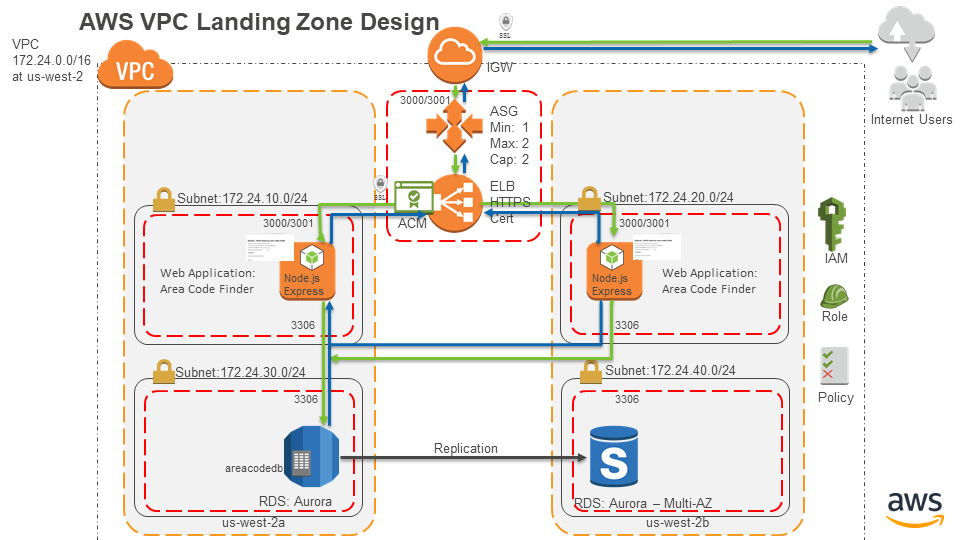 AWS VPC Landing Zone Design
SSL
VPC
172.24.0.0/16
at us-west-2
VPC
IGW
Internet Users
3000/3001
ASG
Min: 1
Max: 2
Cap: 2
SSL
ELB
HTTPS
Cert
ACM
Subnet:172.24.10.0/24
Subnet:172.24.20.0/24
3000/3001
3000/3001
Web Application:
Area Code Finder
Node.js
Express
Node.js
Express
Web Application:
Area Code Finder
IAM
Role
3306
3306
Subnet:172.24.30.0/24
Subnet:172.24.40.0/24
3306
3306
Policy
Replication
areacodedb
S
RDS: Aurora
RDS: Aurora – Multi-AZ
us-west-2a
us-west-2b
aws